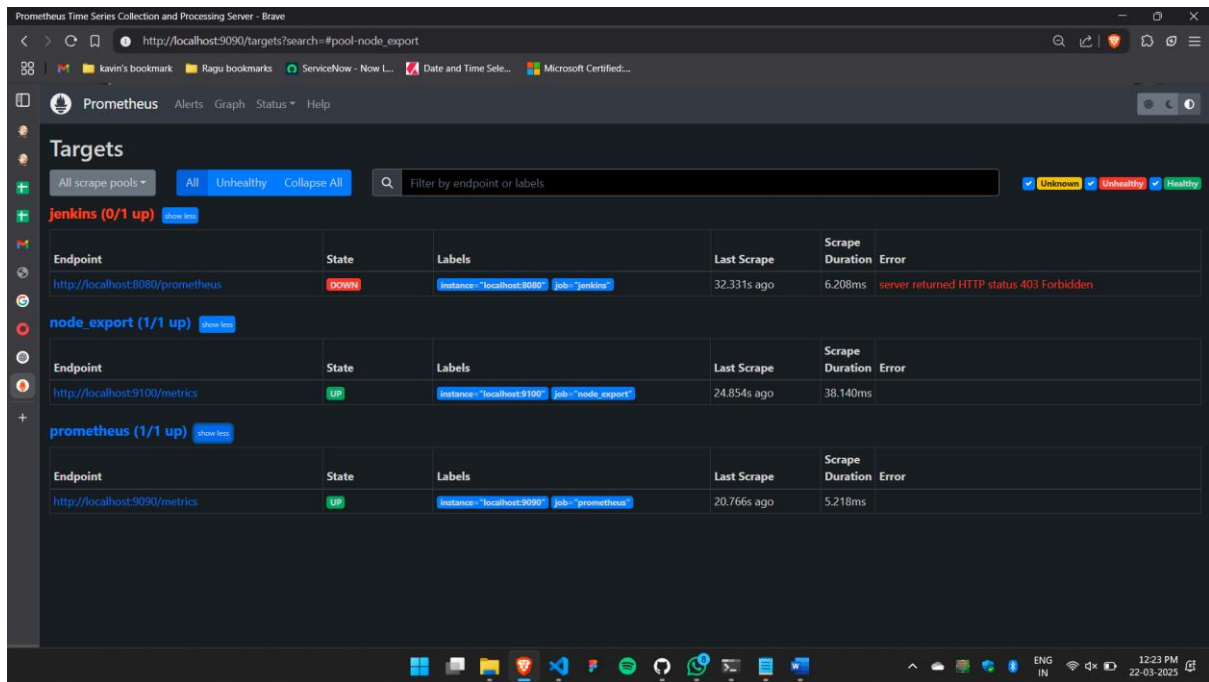 Prometheus Time Series Collection and Processing Server - Brave
http://localhost:9090/targets?search=#pool-node_export
kavin's bookmark Ragu bookmarks ServiceNow - Now L... Date and Time Sele... Microsoft Certified:...
Prometheus Alerts Graph Status Help
Targets
All scrape pools All Unhealthy Collapse All Filter by endpoint or labels Unknown Unhealthy Healthy
jenkins (0/1 up) show less
Endpoint State Labels Last Scrape Scrape Duration Error
http://localhost:8080/prometheus DOWN instance="localhost:8080" job="jenkins" 32.331s ago 6.208ms server returned HTTP status 403 Forbidden
node_export (1/1 up) show less
Endpoint State Labels Last Scrape Scrape Duration Error
http://localhost:9100/metrics UP instance="localhost:9100" job="node_export" 24.854s ago 38.140ms
prometheus (1/1 up) show less
Endpoint State Labels Last Scrape Scrape Duration Error
http://localhost:9090/metrics UP instance="localhost:9090" job="prometheus" 20.766s ago 5.218ms
8
ENG 12:23 PM
IN 22-03-2025